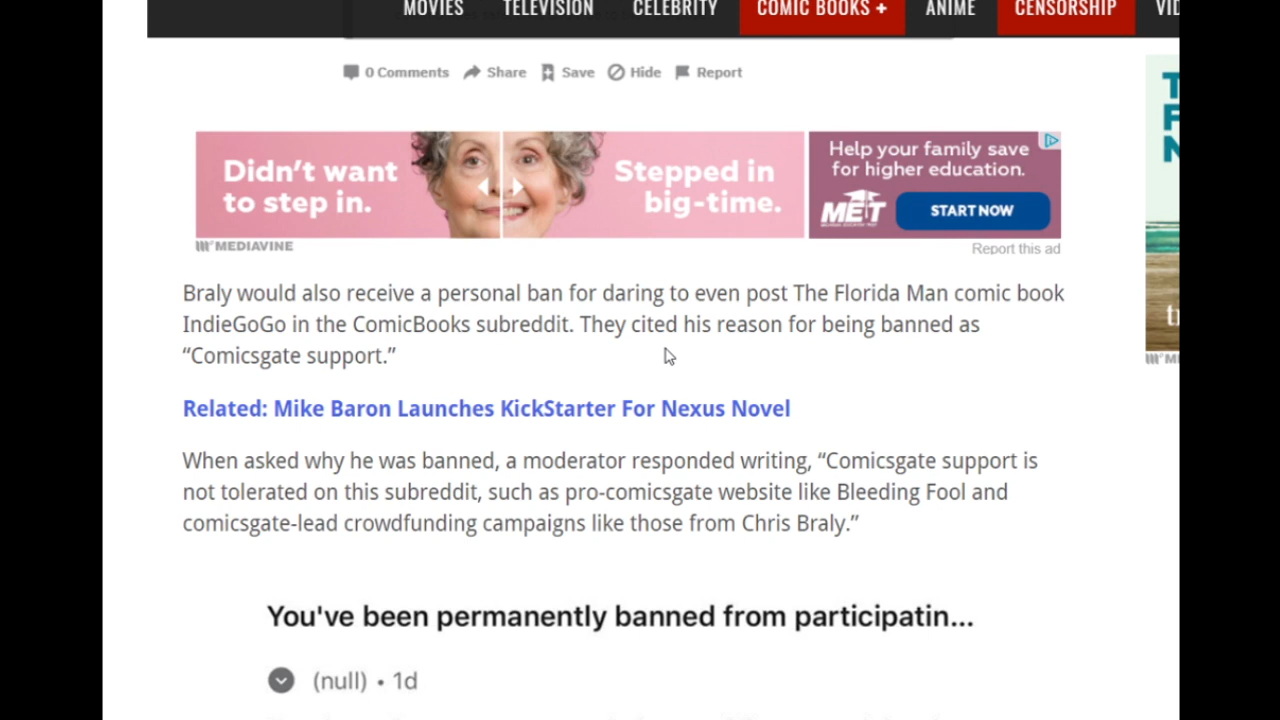 MOVIES TELEVISION CELEBRITY COMIC BOOKS + ANIME CENSORSHIP
0 Comments Share Save Hide Report
Didn't want
to step in.
Stepped in
big-time.
Help your family save
for higher education.
MET
START NOW
MEDIAVINE
Report this ad
Braly would also receive a personal ban for daring to even post The Florida Man comic book
IndieGoGo in the ComicBooks subreddit. They cited his reason for being banned as
“Comicsgate support.”
Related: Mike Baron Launches KickStarter For Nexus Novel
When asked why he was banned, a moderator responded writing, “Comicsgate support is
not tolerated on this subreddit, such as pro-comicsgate website like Bleeding Fool and
comicsgate-lead crowdfunding campaigns like those from Chris Braly.”
You've been permanently banned from participatin...
(null) • 1d